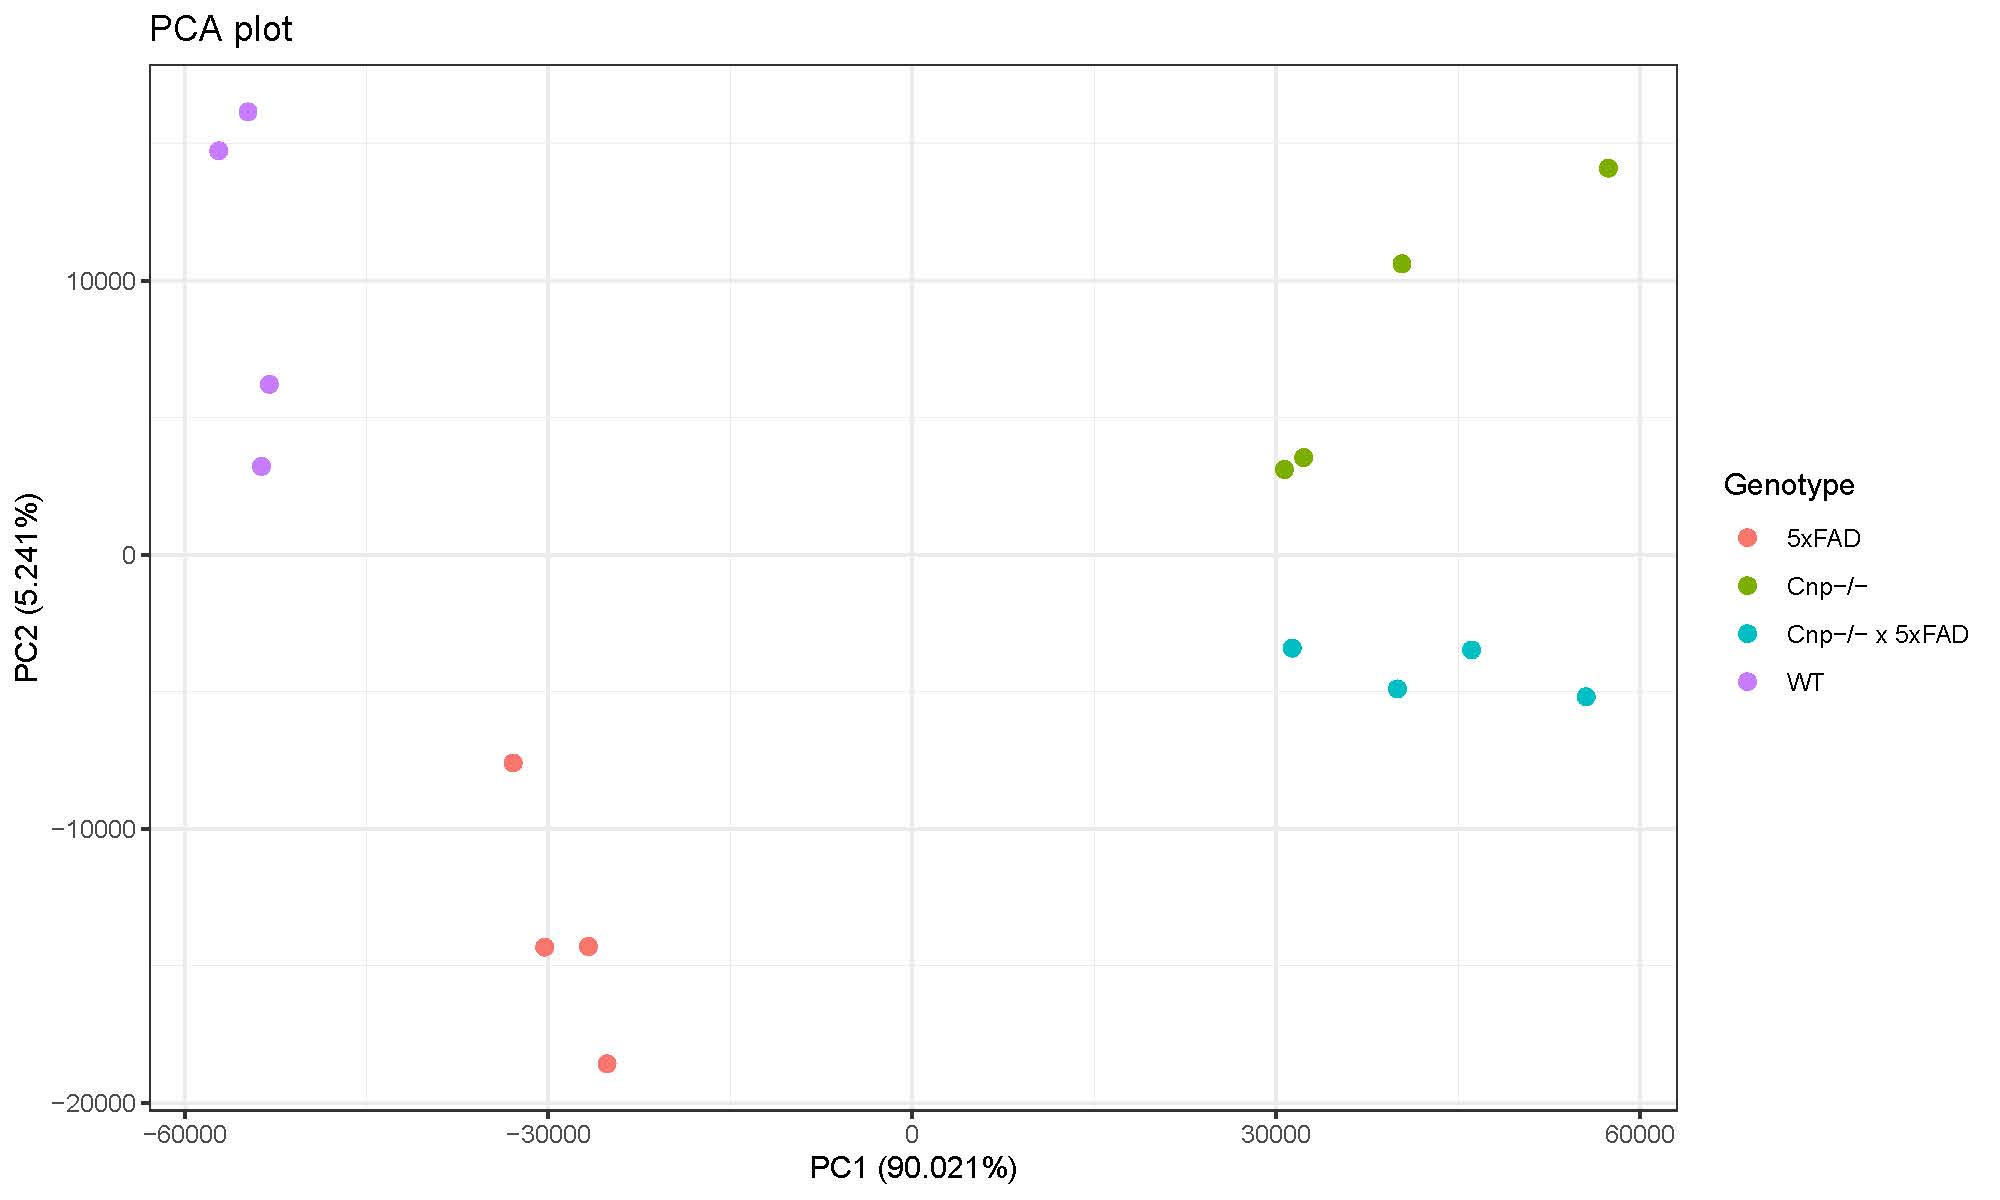 PCA plot
10000
0
−10000
−20000
−60000
−30000
0
30000
60000
PC1 (90.021%)
PC2 (5.241%)
Genotype
5xFAD
Cnp−/−
Cnp−/− x 5xFAD
WT